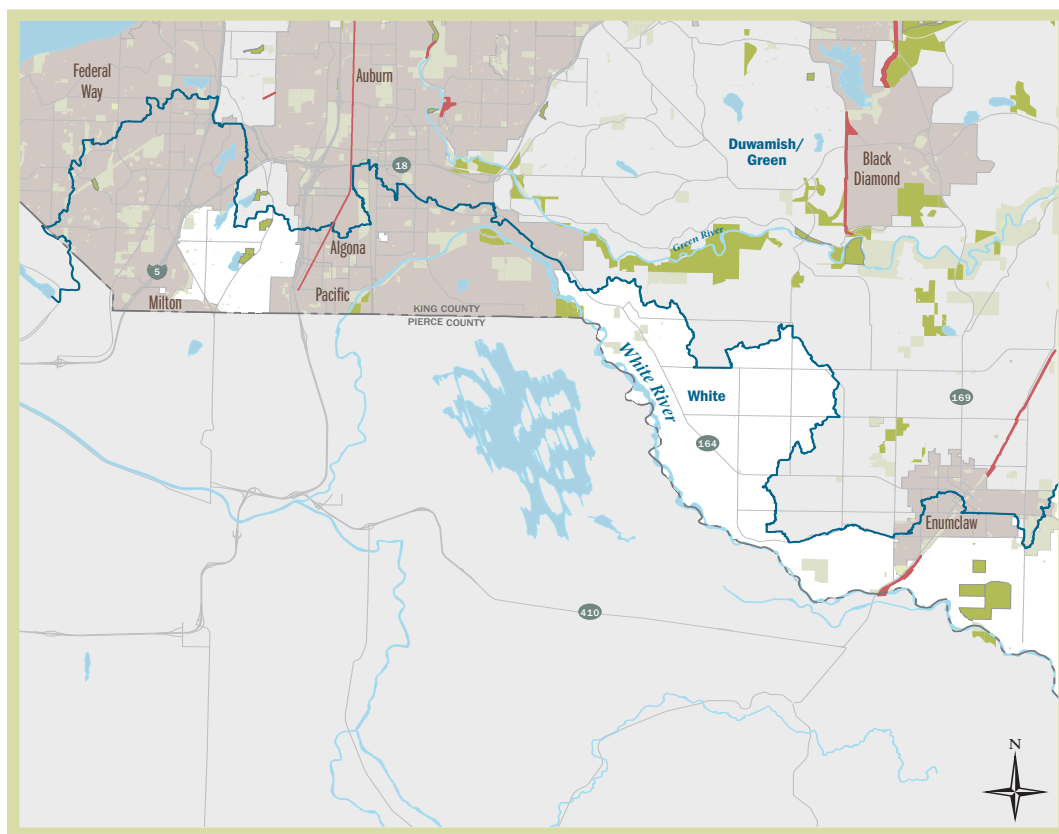 Federal
Way
Auburn
18
Duwamish/
Green
Black
Diamond
Green River
Algona
5
Milton
Pacific
KING COUNTY
PIERCE COUNTY
White River
White
169
164
Enumclaw
410
N